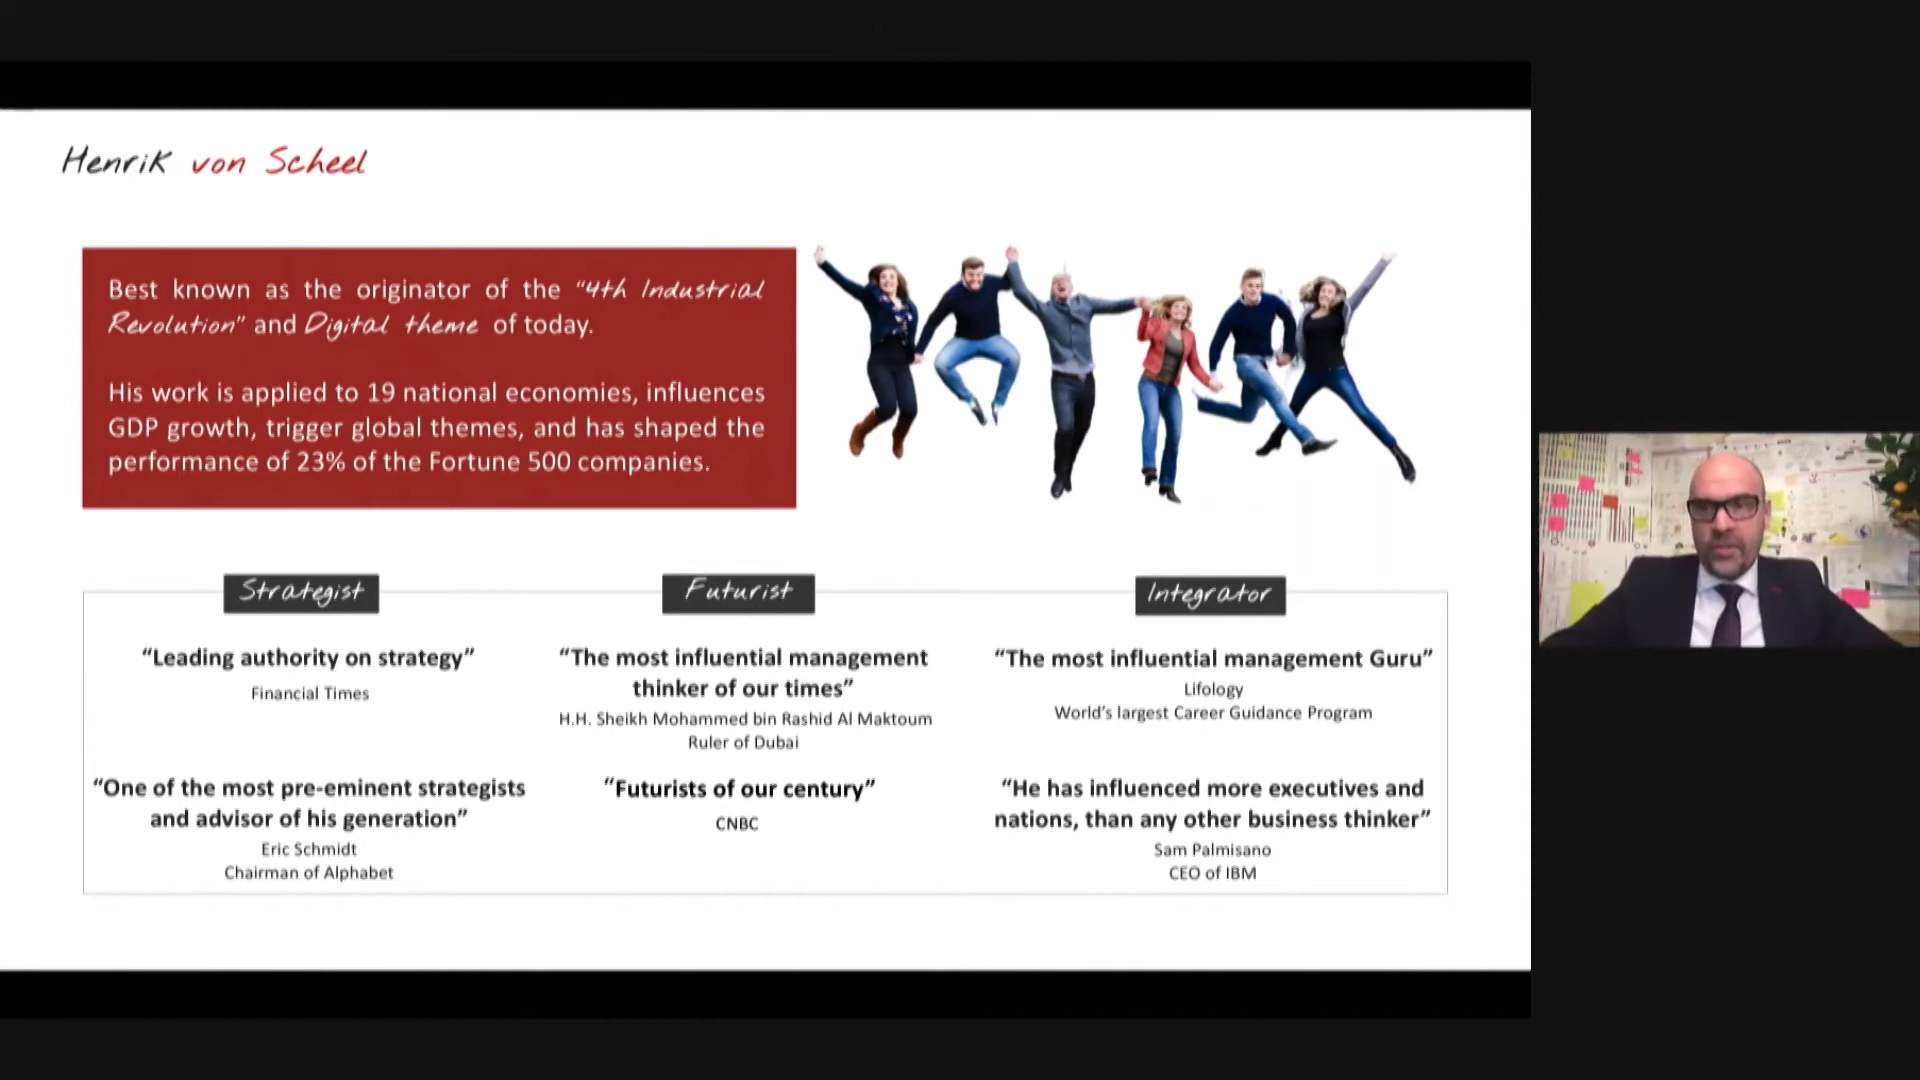 Henrik von Scheel
Best known as the originator of the “4th Industrial
Revolution” and Digital theme of today.
His work is applied to 19 national economies, influences
GDP growth, trigger global themes, and has shaped the
performance of 23% of the Fortune 500 companies.
Strategist
“Leading authority on strategy”
Financial Times
“One of the most pre-eminent strategists
and advisor of his generation”
Eric Schmidt
Chairman of Alphabet
Futurist
“The most influential management
thinker of our times”
H.H. Sheikh Mohammed bin Rashid Al Maktoum
Ruler of Dubai
“Futurists of our century”
CNBC
Integrator
“The most influential management Guru”
Lifology
World’s largest Career Guidance Program
“He has influenced more executives and
nations, than any other business thinker”
Sam Palmisano
CEO of IBM